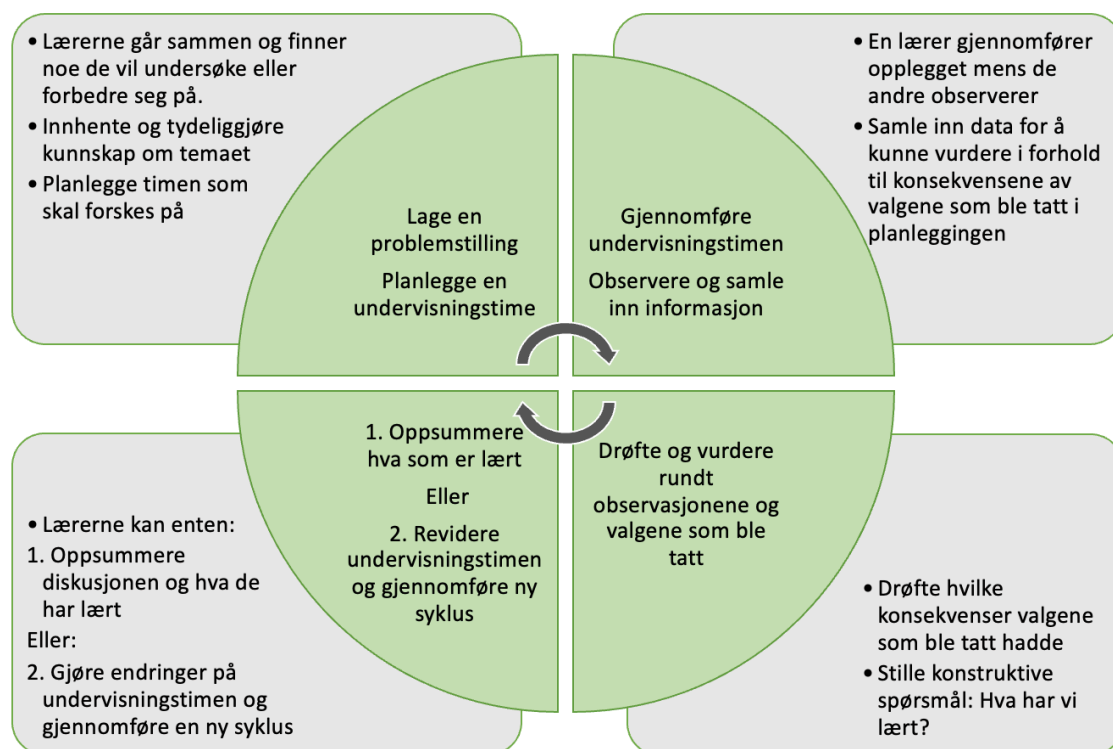 • Lærerne går sammen og finner
noe de vil undersøke eller
forbedre seg på.
• Innhente og tydeliggjøre
kunnskap om temaet
• Planlegge timen som
skal forskes på
Lage en
problemstilling
Planlegge en
undervisningstime
• En lærer gjennomfører
opplegget mens de
andre observerer
• Samle inn data for å
kunne vurdere i forhold
til konsekvensene av
valgene som ble tatt i
planleggingen
Gjennomføre
undervisningstimen
Observere og samle
inn informasjon
Drøfte og vurdere
rundt
observasjonene og
valgene som ble
tatt
• Drøfte hvilke
konsekvenser valgene
som ble tatt hadde
• Stille konstruktive
spørsmål: Hva har vi
lært?
1. Oppsummere
hva som er lært
Eller
2. Revidere
undervisningstimen
og gjennomføre ny
syklus
• Lærerne kan enten:
1. Oppsummere
diskusjonen og hva de
har lært
Eller:
2. Gjøre endringer på
undervisningstimen og
gjennomføre en ny syklus